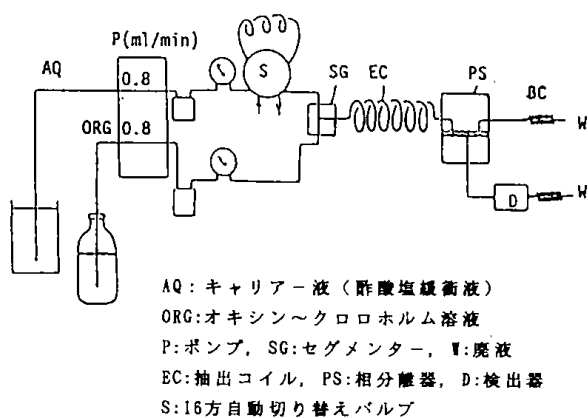 P(ml/min)
AQ
0.8
S
SG
EC
PS
BC
W
ORG
0.8
D
W
AQ:キャリアー液(酢酸塩緩衝液)
ORG:オキシン~クロロホルム溶液
P:ポンプ, SG:セグメンター, W:廃液
EC:抽出コイル, PS:相分離器, D:検出器
S:16方自動切り替えバルブ